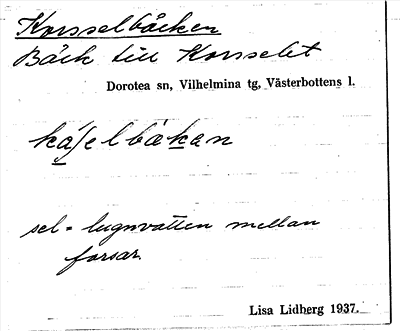 Korsselbäcken
Bäck till Korsselet
Dorotea sn, Vilhelmina tg, Västerbottens l.
kåʃelbäkan
sel = lugnvatten mellan
forsar
Lisa Lidberg 1937.